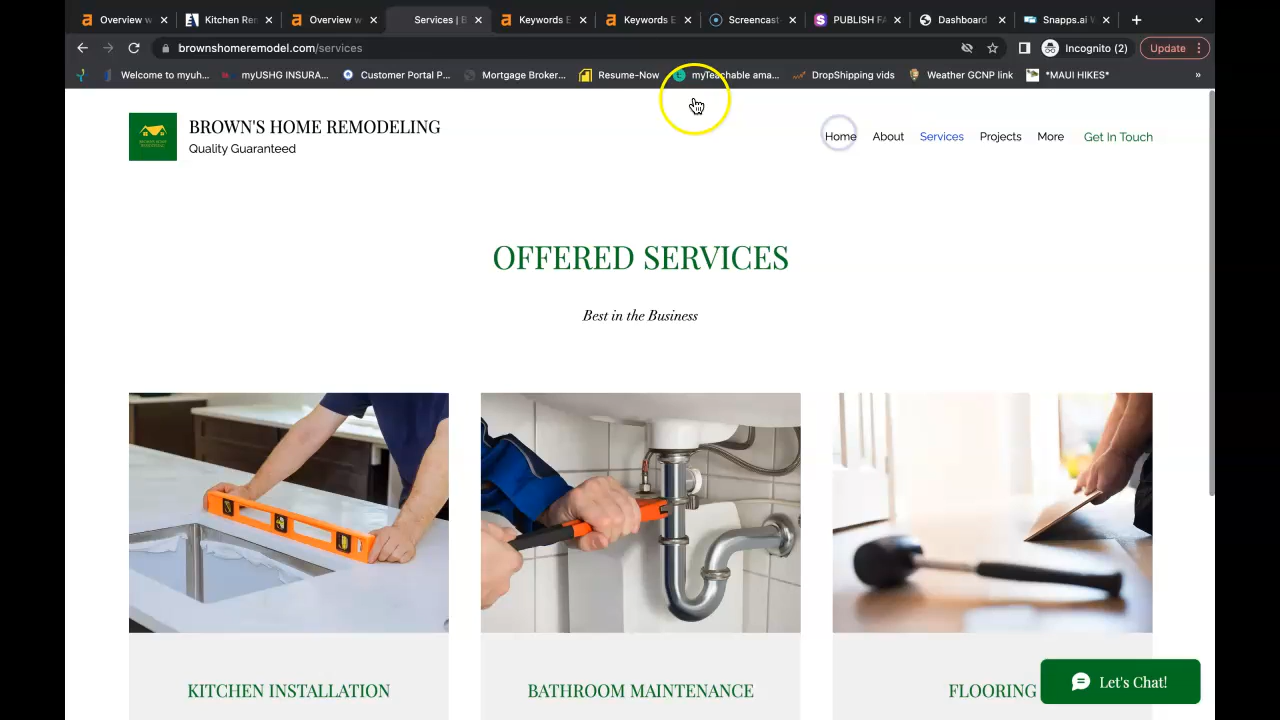 Overview w
Kitchen Ren
Overview w
Services | B
Keywords E
Keywords E
Screencast
PUBLISH FA
Dashboard
Snapps.ai W
brownshomeremodel.com/services
Incognito (2)
Update
Welcome to myuh...
myUSHG INSURA...
Customer Portal P...
Mortgage Broker...
Resume-Now
myTeachable ama...
DropShipping vids
Weather GCNP link
*MAUI HIKES*
»
BROWN'S HOME REMODELING
Quality Guaranteed
Home About Services Projects More Get In Touch
OFFERED SERVICES
Best in the Business
KITCHEN INSTALLATION
BATHROOM MAINTENANCE
FLOORING
Let's Chat!